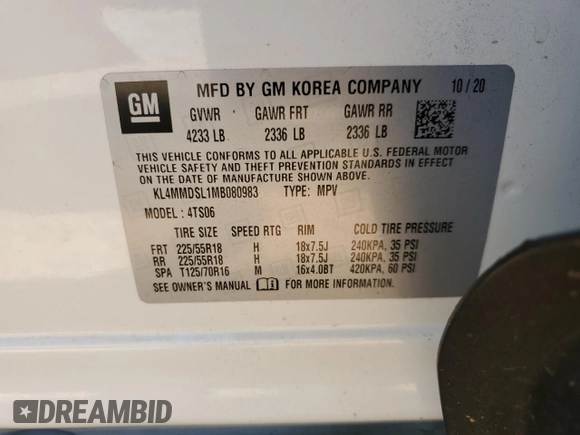 GM
MFD BY GM KOREA COMPANY 10/20
GVWR GAWR FRT GAWR RR
4233 LB 2336 LB 2336 LB
THIS VEHICLE CONFORMS TO ALL APPLICABLE U.S. FEDERAL MOTOR
VEHICLE SAFETY AND THEFT PREVENTION STANDARDS IN EFFECT ON
THE DATE OF MANUFACTURE SHOWN ABOVE.
KL4MMDSL1MB080983 TYPE: MPV
MODEL: 4TS06
TIRE SIZE SPEED RTG RIM COLD TIRE PRESSURE
FRT 225/55R18 H 18x7.5J 240KPA, 35 PSI
RR 225/55R18 H 18x7.5J 240KPA, 35 PSI
SPA T125/70R16 M 16x4.0BT 420KPA, 60 PSI
SEE OWNER'S MANUAL FOR MORE INFORMATION.
DREAMBID